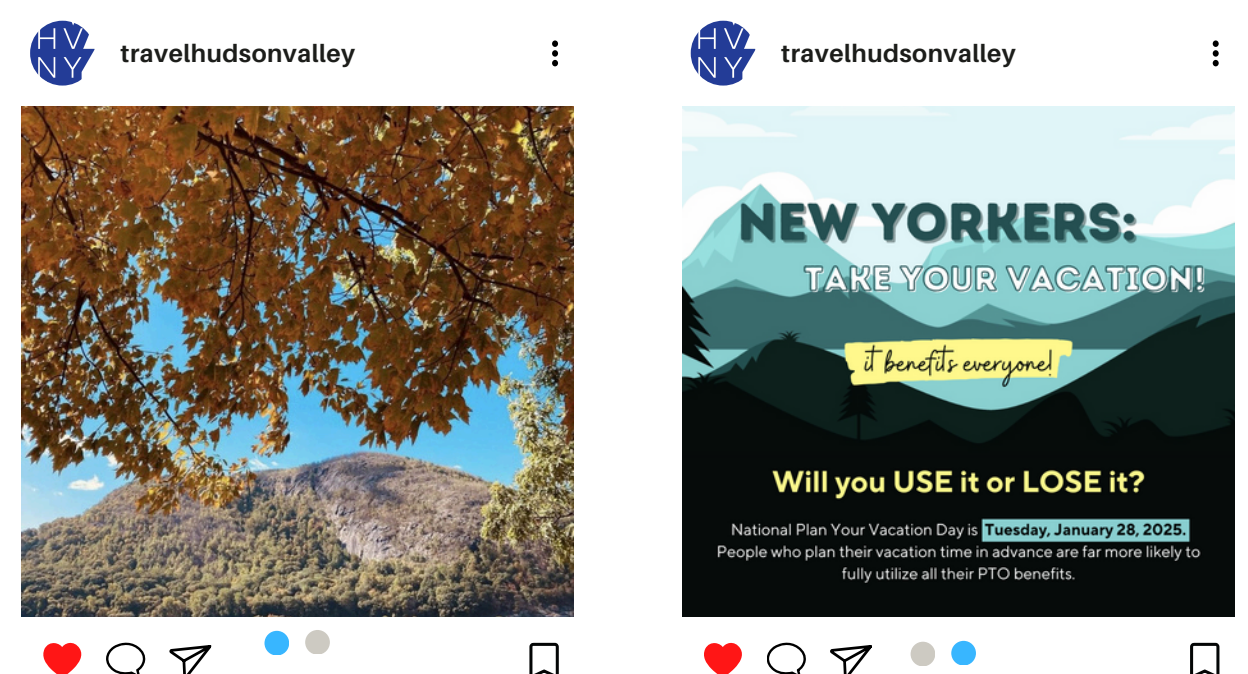 HV
NY
travelhudsonvalley
HV
NY
travelhudsonvalley
NEW YORKERS:
TAKE YOUR VACATION!
it benefits everyone!
Will you USE it or LOSE it?
National Plan Your Vacation Day is Tuesday, January 28, 2025.
People who plan their vacation time in advance are far more likely to
fully utilize all their PTO benefits.